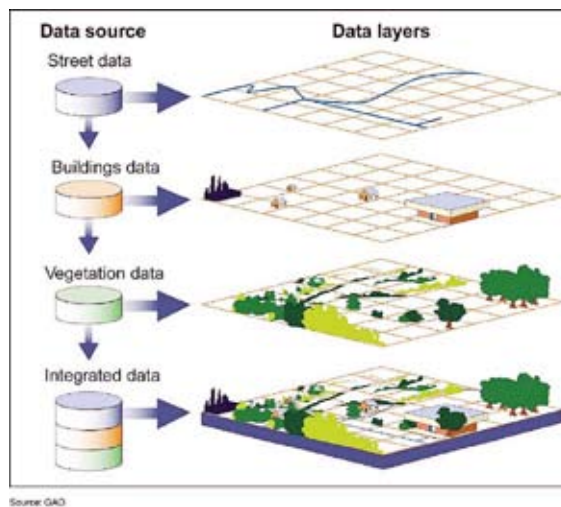 Data source
Data layers
Street data
Buildings data
Vegetation data
Integrated data
Source: GAO.